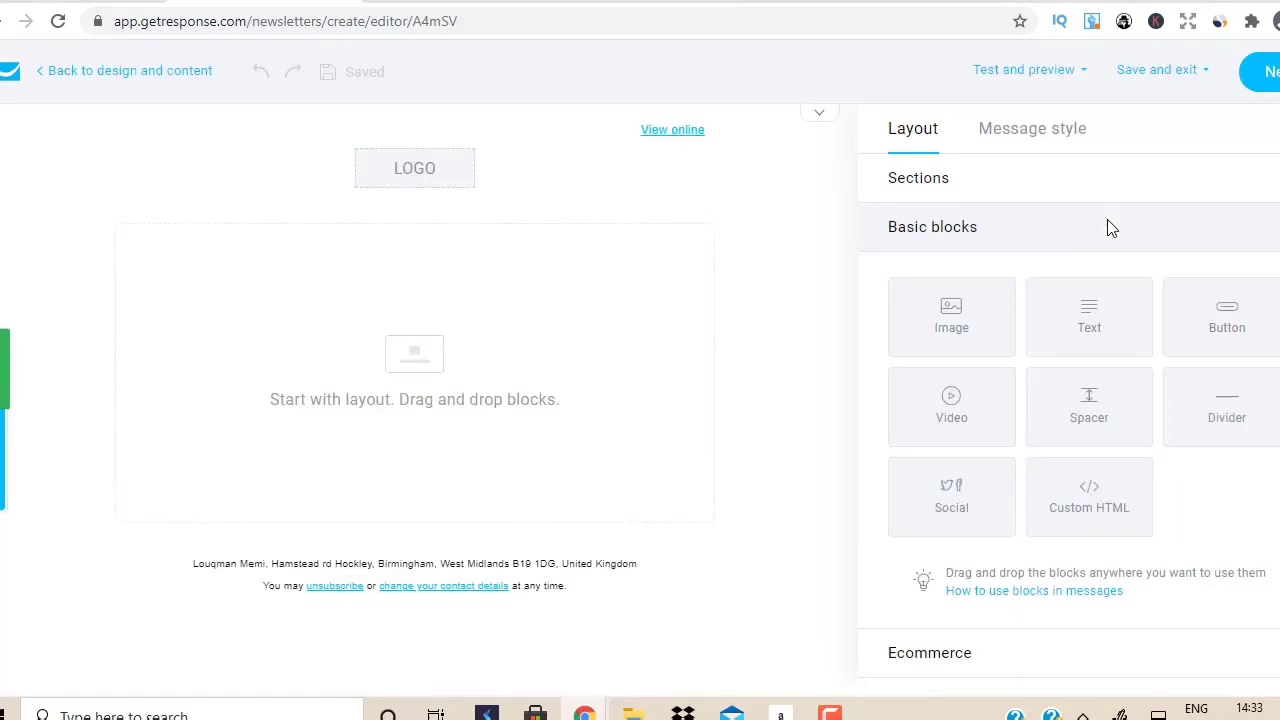 app.getresponse.com/newsletters/create/editor/A4mSV
IQ
K
Back to design and content
Saved
Test and preview
Save and exit
View online
LOGO
Start with layout. Drag and drop blocks.
Louqman Memi, Hamstead rd Hockley, Birmingham, West Midlands B19 1DG, United Kingdom
You may unsubscribe or change your contact details at any time.
Layout
Message style
Sections
Basic blocks
Image
Text
Button
Video
Spacer
Divider
Social
</> Custom HTML
Drag and drop the blocks anywhere you want to use them
How to use blocks in messages
Ecommerce
Type here to search
a
ENG
14:33